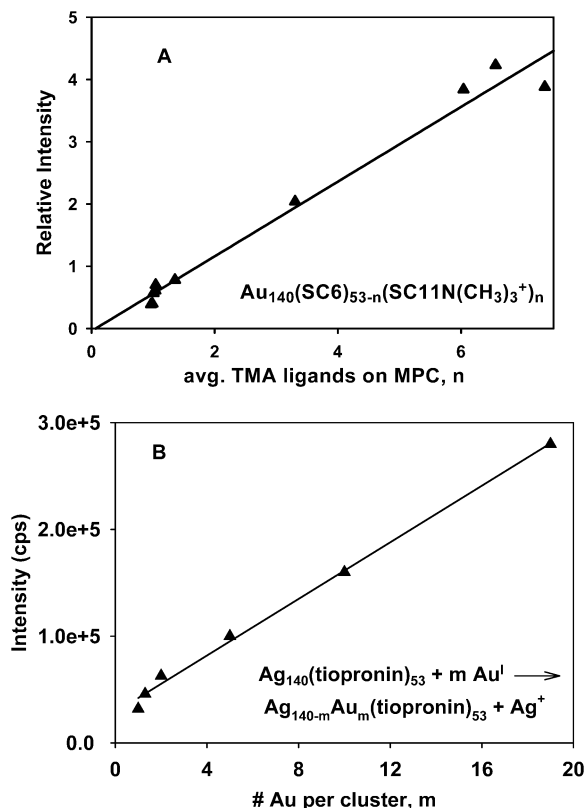 A
5
4
3
2
1
0
Relative Intensity
Au₁₄₀(SC6)₅₃₋ₙ(SC11N(CH₃)₃⁺)ₙ
0 2 4 6
avg. TMA ligands on MPC, n
B
3.0e+5
2.0e+5
1.0e+5
0.0
Intensity (cps)
Ag₁₄₀(tiopronin)₅₃ + m Auᴵ →
Ag₁₄₀₋ₘAuₘ(tiopronin)₅₃ + Ag⁺
0 4 8 12 16 20
# Au per cluster, m